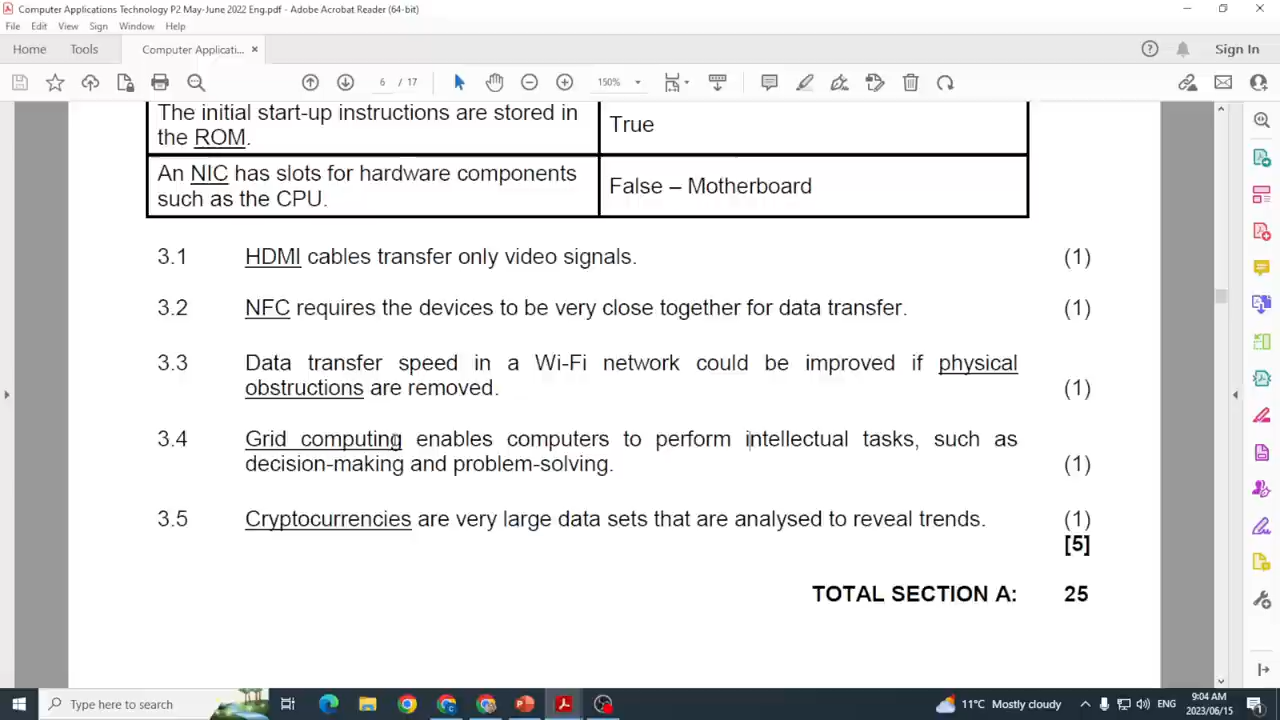 Computer Applications Technology P2 May-June 2022 Eng.pdf - Adobe Acrobat Reader (64-bit)
File Edit View Sign Window Help
Home Tools Computer Applicati... × Sign In
6 / 17 150%
The initial start-up instructions are stored in
the ROM.
True
An NIC has slots for hardware components
such as the CPU.
False – Motherboard
3.1 HDMI cables transfer only video signals. (1)
3.2 NFC requires the devices to be very close together for data transfer. (1)
3.3 Data transfer speed in a Wi-Fi network could be improved if physical
obstructions are removed. (1)
3.4 Grid computing enables computers to perform intellectual tasks, such as
decision-making and problem-solving. (1)
3.5 Cryptocurrencies are very large data sets that are analysed to reveal trends. (1)
[5]
TOTAL SECTION A: 25
Type here to search
11°C Mostly cloudy
ENG
9:04 AM
2023/06/15